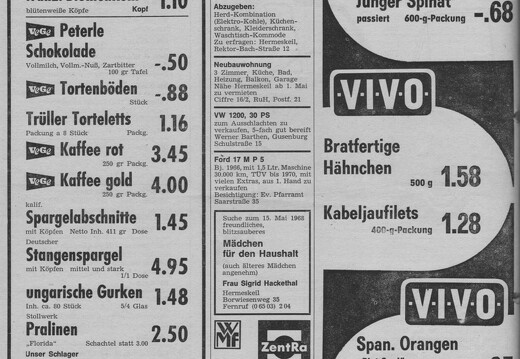 1.10
blütenweiße Köpfe Kopf
VeGe Peterle
Schokolade
Vollmilch, Vollm.-Nuß, Zartbitter
100 gr Tafel -.50
VeGe Tortenböden -.88
Stück
Trüller Torteletts 1.16
Packung a 8 Stück Packg.
VeGe Kaffee rot 3.45
250 gr Packg.
VeGe Kaffee gold 4.00
250 gr Packg.
kalif.
Spargelabschnitte 1.45
mit Köpfen Netto Inh. 411 gr Dose
Deutscher
Stangenspargel 4.95
mit Köpfen mittel und stark
1/1 Dose
ungarische Gurken 1.48
Inh. ca. 80 Stück 5/4 Glas
Stollwerk
Pralinen 2.50
„Florida" Schachtel statt 3.00
Unser Schlager
Abzugeben:
Herd-Kombination
(Elektro-Kohle), Küchen-
schrank, Kleiderschrank,
Waschtisch-Kommode
Zu erfragen: Hermeskeil,
Rektor-Bach-Straße 12
Neubauwohnung
3 Zimmer, Küche, Bad,
Heizung, Balkon, Garage
Nähe Hermeskeil ab 1. Mai
zu vermieten
Ciffre 16/2, RuH, Postf. 21
VW 1200, 30 PS
zum Ausschlachten zu
verkaufen, 5-fach gut bereift
Werner Barthen, Gusenburg
Schulstraße 15
Ford 17 M P 5
Bj. 1966, mit 1,5 Ltr. Maschine
30,000 km, TÜV bis 1970, mit
vielen Extras, aus 1. Hand zu
verkaufen
Besichtigung: Ev. Pfarramt
Saarstraße 35
Suche zum 15. Mai 1968
freundliches,
blitzsauberes
Mädchen
für den Haushalt
(auch älteres Mädchen
angenehm)
Frau Sigrid Hackethal
Hermeskeil
Borwiesenweg 35
Fernruf (0 65 03) 2 04
WMF
ZentRa
Junger Spinat
passiert 600-g-Packung -.68
·VIVO·
Bratfertige
Hähnchen
500 g 1.58
Kabeljaufilets
400-g-Packung 1.28
·VIVO·
Span. Orangen